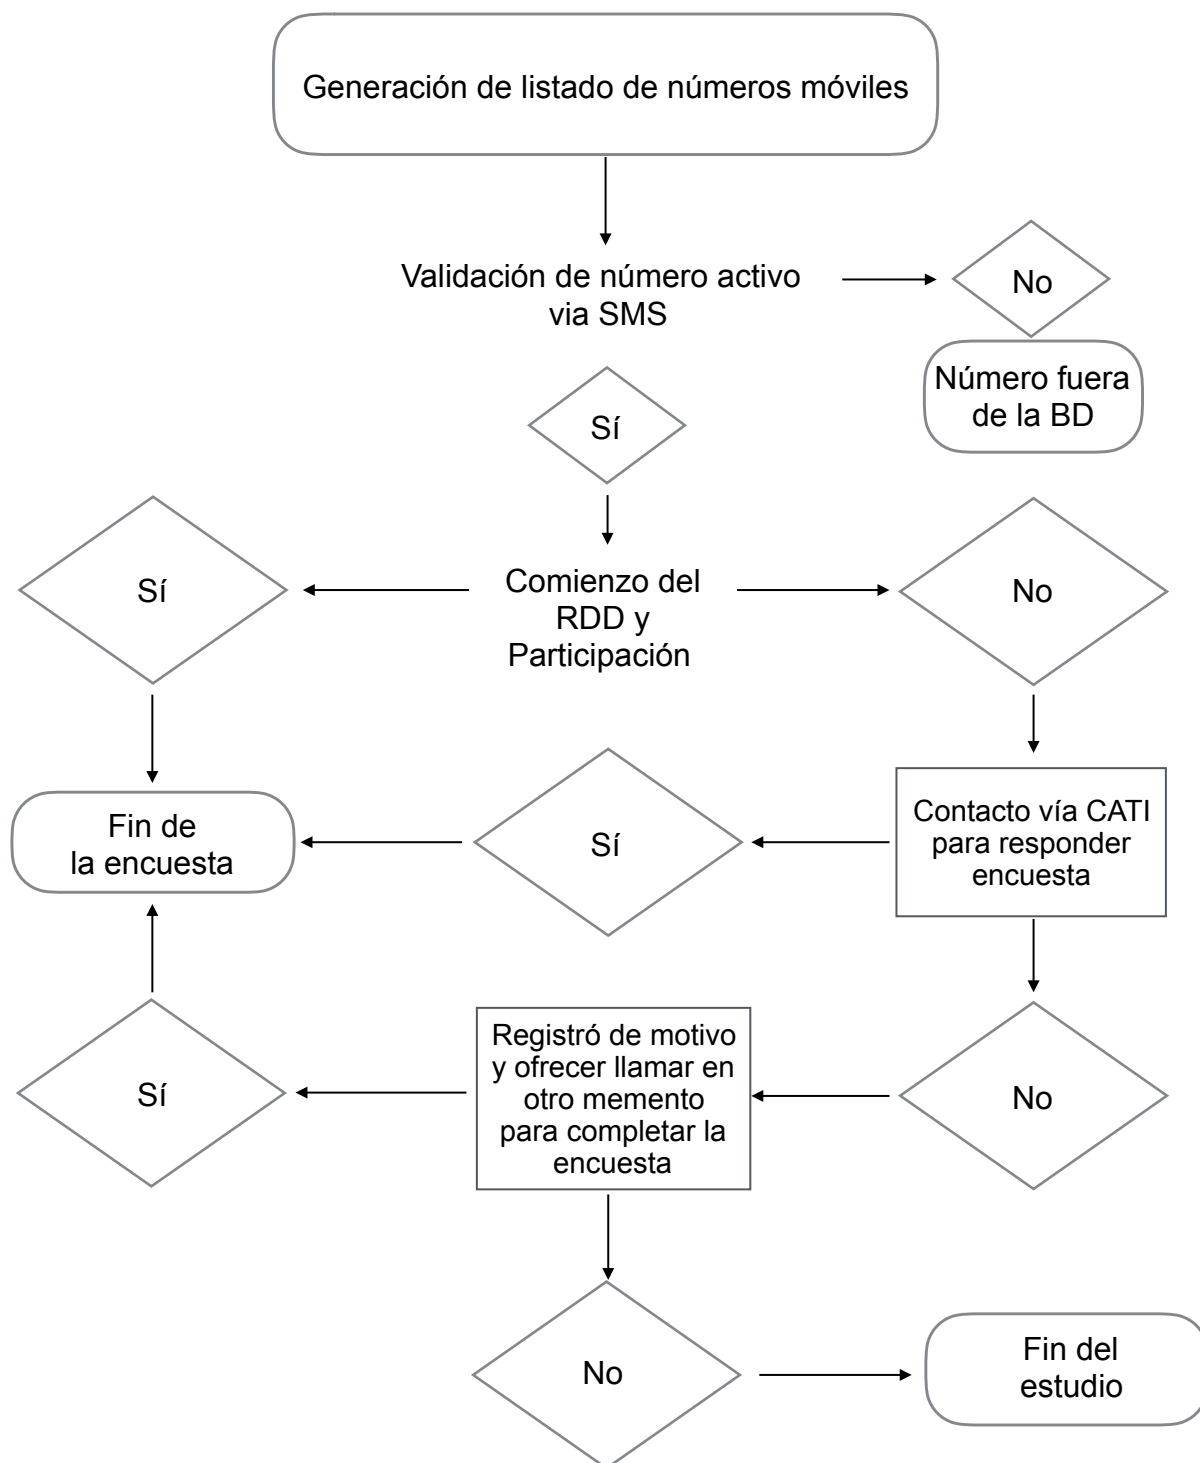 Generación de listado de números móviles
Validación de número activo
via SMS
No
Número fuera
de la BD
Sí
Sí
Comienzo del
RDD y
Participación
No
Fin de
la encuesta
Sí
Contacto vía CATI
para responder
encuesta
Sí
Registró de motivo
y ofrecer llamar en
otro memento
para completar la
encuesta
No
No
Fin del
estudio